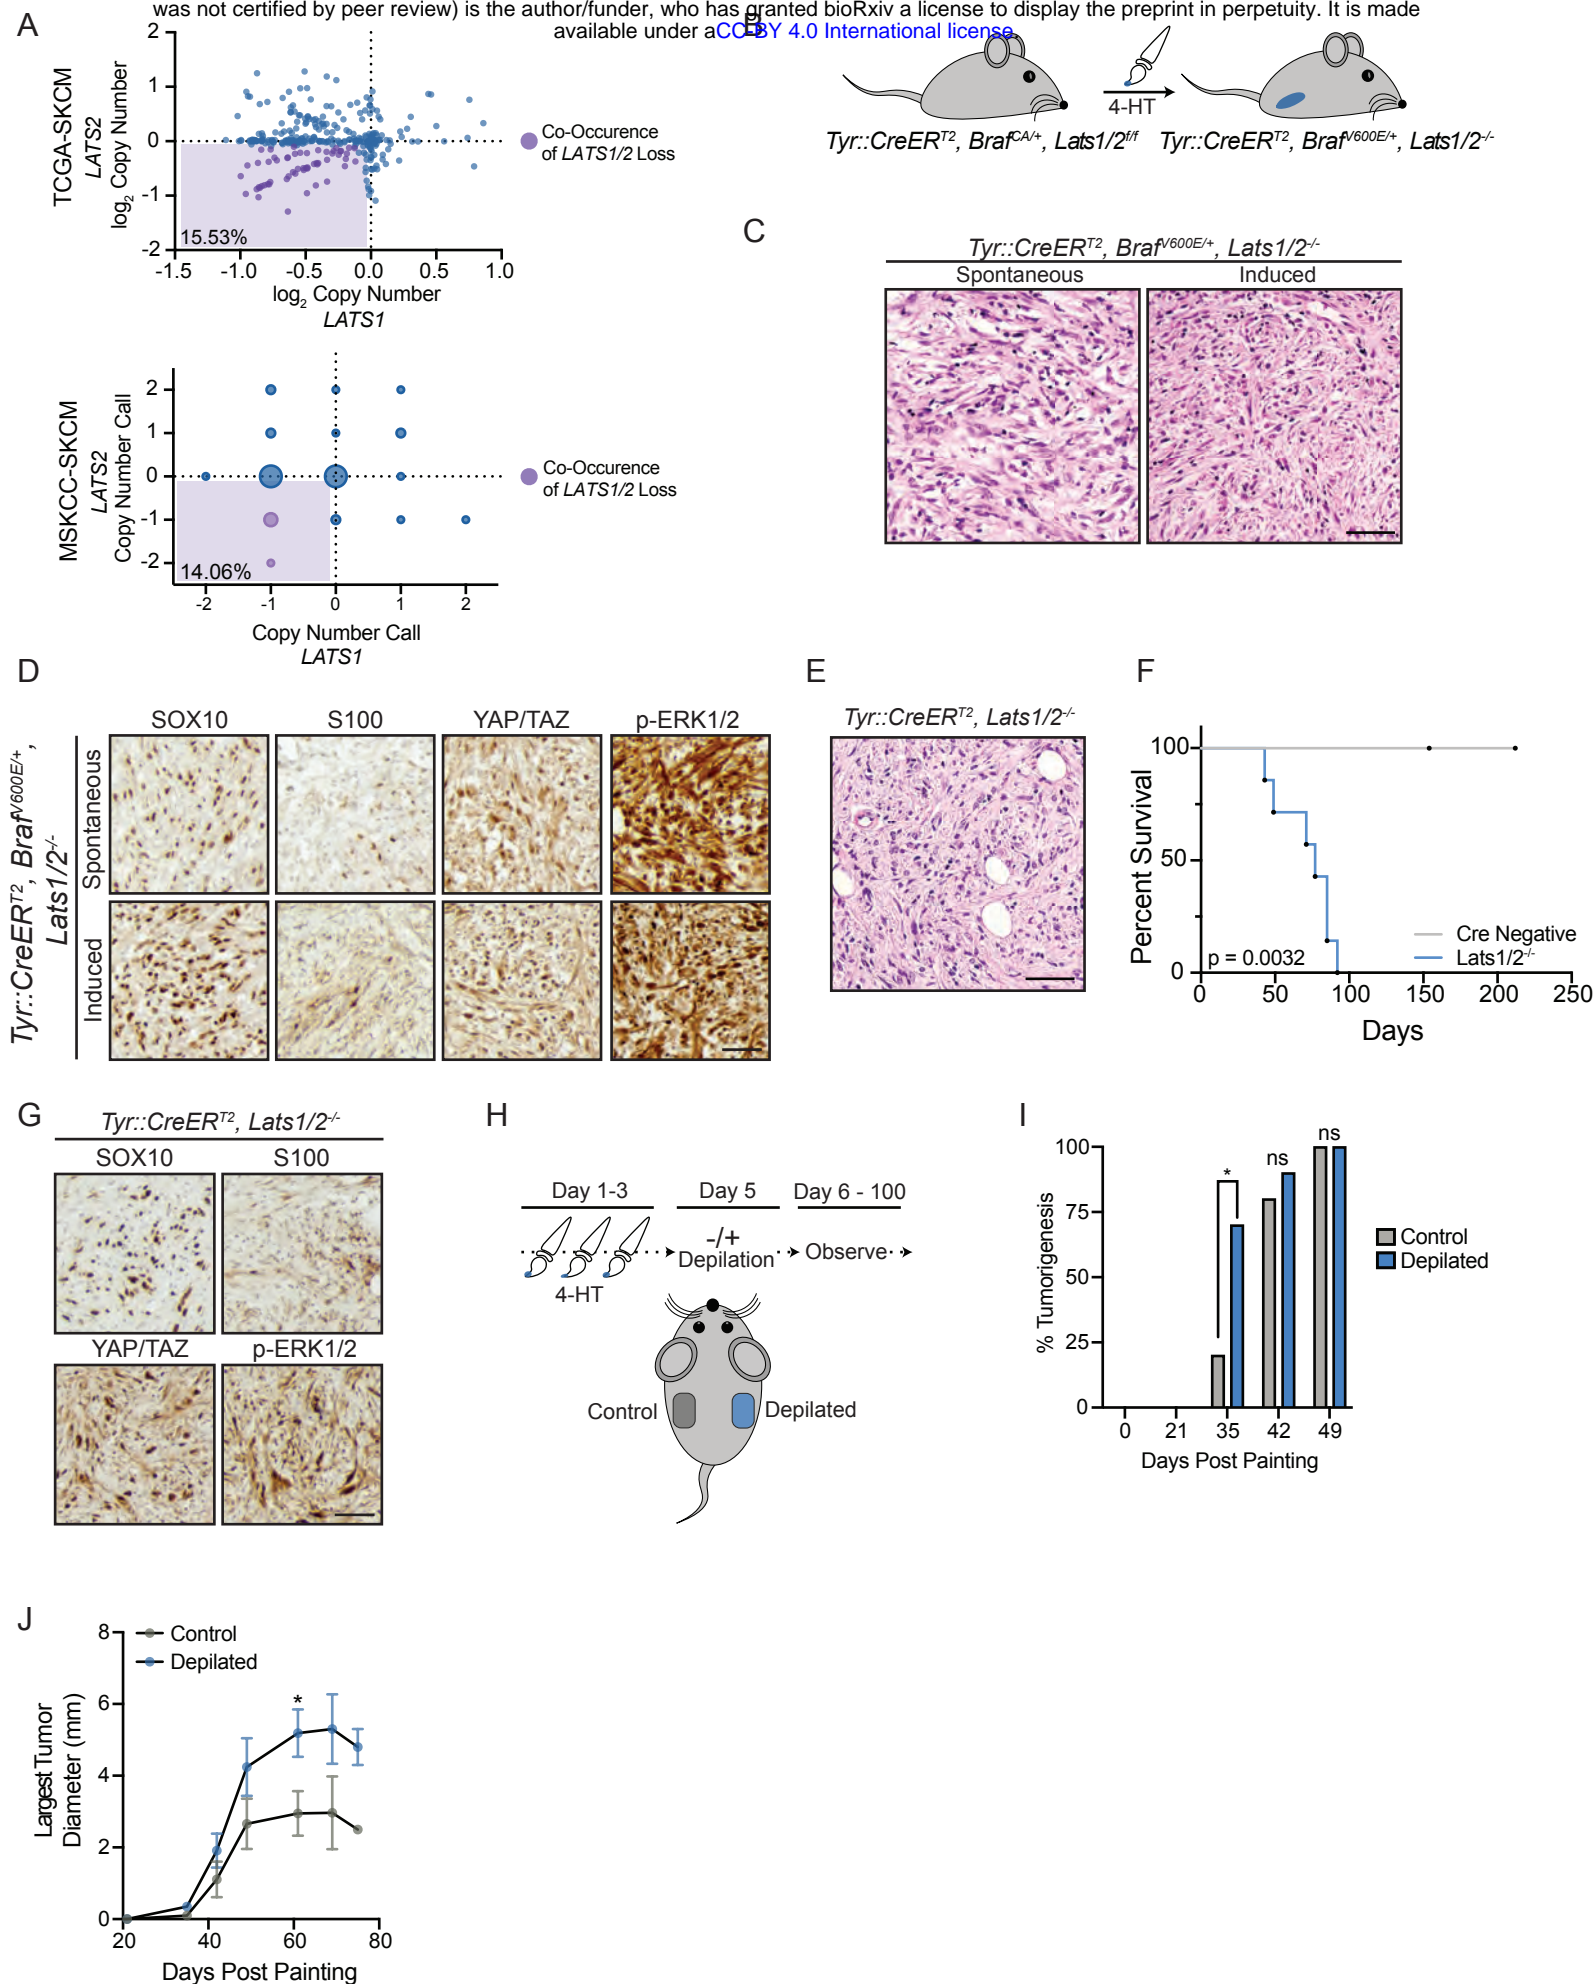 was not certified by peer review) is the author/funder, who has granted bioRxiv a license to display the preprint in perpetuity. It is made
available under aCC-BY 4.0 International license.
A
TCGA-SKCM
LATS2
log2 Copy Number
2
1
0
-1
-2
15.53%
-1.5 -1.0 -0.5 0.0 0.5 1.0
log2 Copy Number
LATS1
Co-Occurence
of LATS1/2 Loss
MSKCC-SKCM
LATS2
Copy Number Call
2
1
0
-1
-2
14.06%
-2 -1 0 1 2
Copy Number Call
LATS1
Co-Occurence
of LATS1/2 Loss
B
4-HT
Tyr::CreERT2, BrafCA/+, Lats1/2f/f
Tyr::CreERT2, BrafV600E/+, Lats1/2-/-
C
Tyr::CreERT2, BrafV600E/+, Lats1/2-/-
Spontaneous Induced
D
SOX10 S100 YAP/TAZ p-ERK1/2
Tyr::CreERT2, BrafV600E/+,
Lats1/2-/-
Spontaneous
Induced
E
Tyr::CreERT2, Lats1/2-/-
F
Percent Survival
100
50
0
p = 0.0032
Cre Negative
Lats1/2-/-
0 50 100 150 200 250
Days
G
Tyr::CreERT2, Lats1/2-/-
SOX10 S100
YAP/TAZ p-ERK1/2
H
Day 1-3 Day 5 Day 6 - 100
-/+
Depilation
Observe
4-HT
Control Depilated
I
% Tumorigenesis
100
75
50
25
0
* ns ns
0 21 35 42 49
Days Post Painting
Control
Depilated
J
Largest Tumor
Diameter (mm)
8
6
4
2
0
Control
Depilated
*
20 40 60 80
Days Post Painting